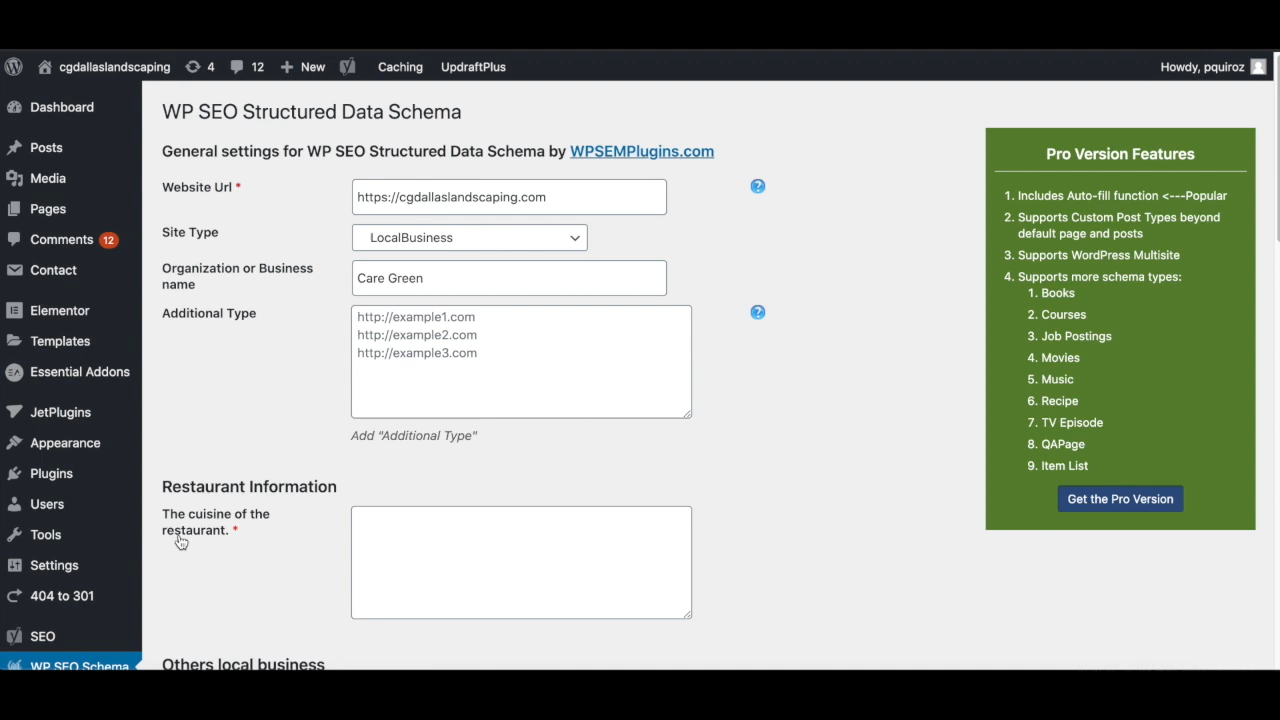 cgdallaslandscaping 4 12 New Caching UpdraftPlus Howdy, pquiroz
Dashboard
Posts
Media
Pages
Comments 12
Contact
Elementor
Templates
Essential Addons
JetPlugins
Appearance
Plugins
Users
Tools
Settings
404 to 301
SEO
WP SEO Schema
WP SEO Structured Data Schema
General settings for WP SEO Structured Data Schema by WPSEMPlugins.com
Website Url * https://cgdallaslandscaping.com ?
Site Type LocalBusiness
Organization or Business
name
Care Green
Additional Type
http://example1.com
http://example2.com
http://example3.com
?
Add "Additional Type"
Restaurant Information
The cuisine of the
restaurant. *
Others local business
Pro Version Features
1. Includes Auto-fill function <---Popular
2. Supports Custom Post Types beyond
default page and posts
3. Supports WordPress Multisite
4. Supports more schema types:
1. Books
2. Courses
3. Job Postings
4. Movies
5. Music
6. Recipe
7. TV Episode
8. QAPage
9. Item List
Get the Pro Version